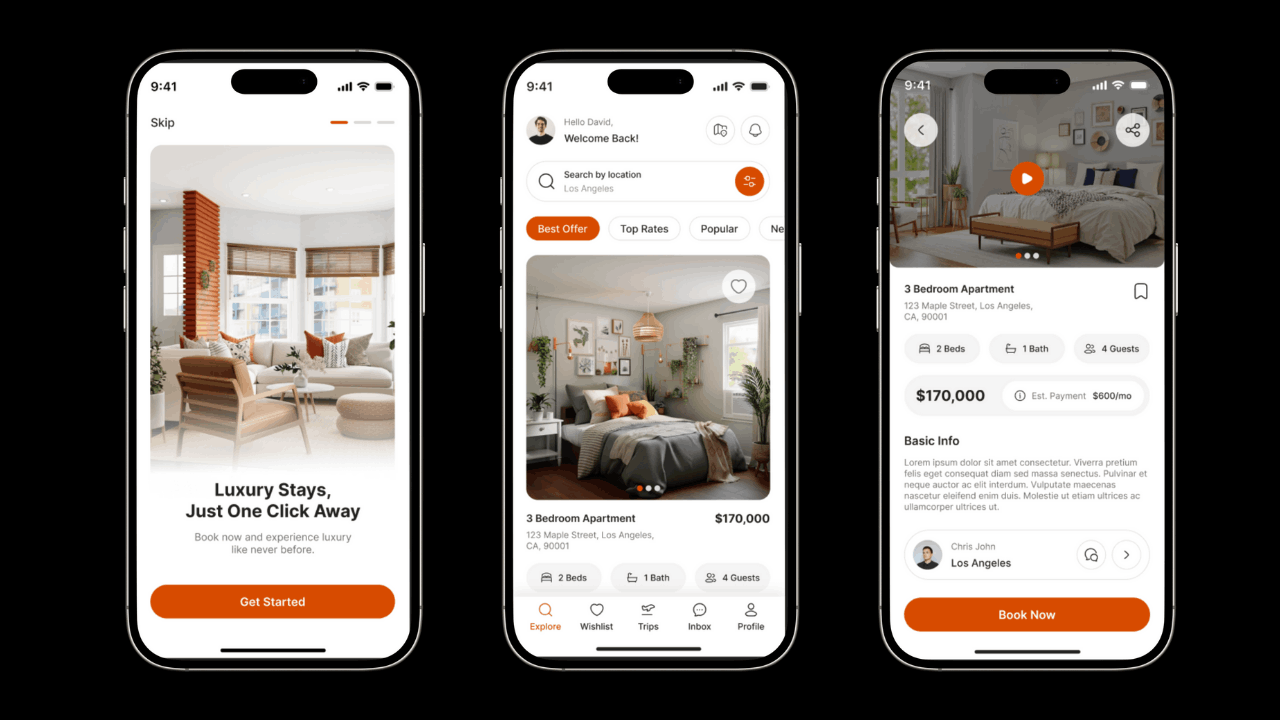 9:41
Skip
Luxury Stays,
Just One Click Away
Book now and experience luxury
like never before.
Get Started
9:41
Hello David,
Welcome Back!
Search by location
Los Angeles
Best Offer
Top Rates
Popular
Ne
3 Bedroom Apartment
$170,000
123 Maple Street, Los Angeles,
CA, 90001
2 Beds
1 Bath
4 Guests
Explore
Wishlist
Trips
Inbox
Profile
9:41
3 Bedroom Apartment
123 Maple Street, Los Angeles,
CA, 90001
2 Beds
1 Bath
4 Guests
$170,000
Est. Payment $600/mo
Basic Info
Lorem ipsum dolor sit amet consectetur. Viverra pretium
felis eget consequat diam sed massa senectus. Pulvinar et
neque auctor ac elit interdum. Vulputate maecenas
nascetur eleifend enim duis. Molestie ut etiam ultrices ac
ullamcorper ultrices ut.
Chris John
Los Angeles
Book Now